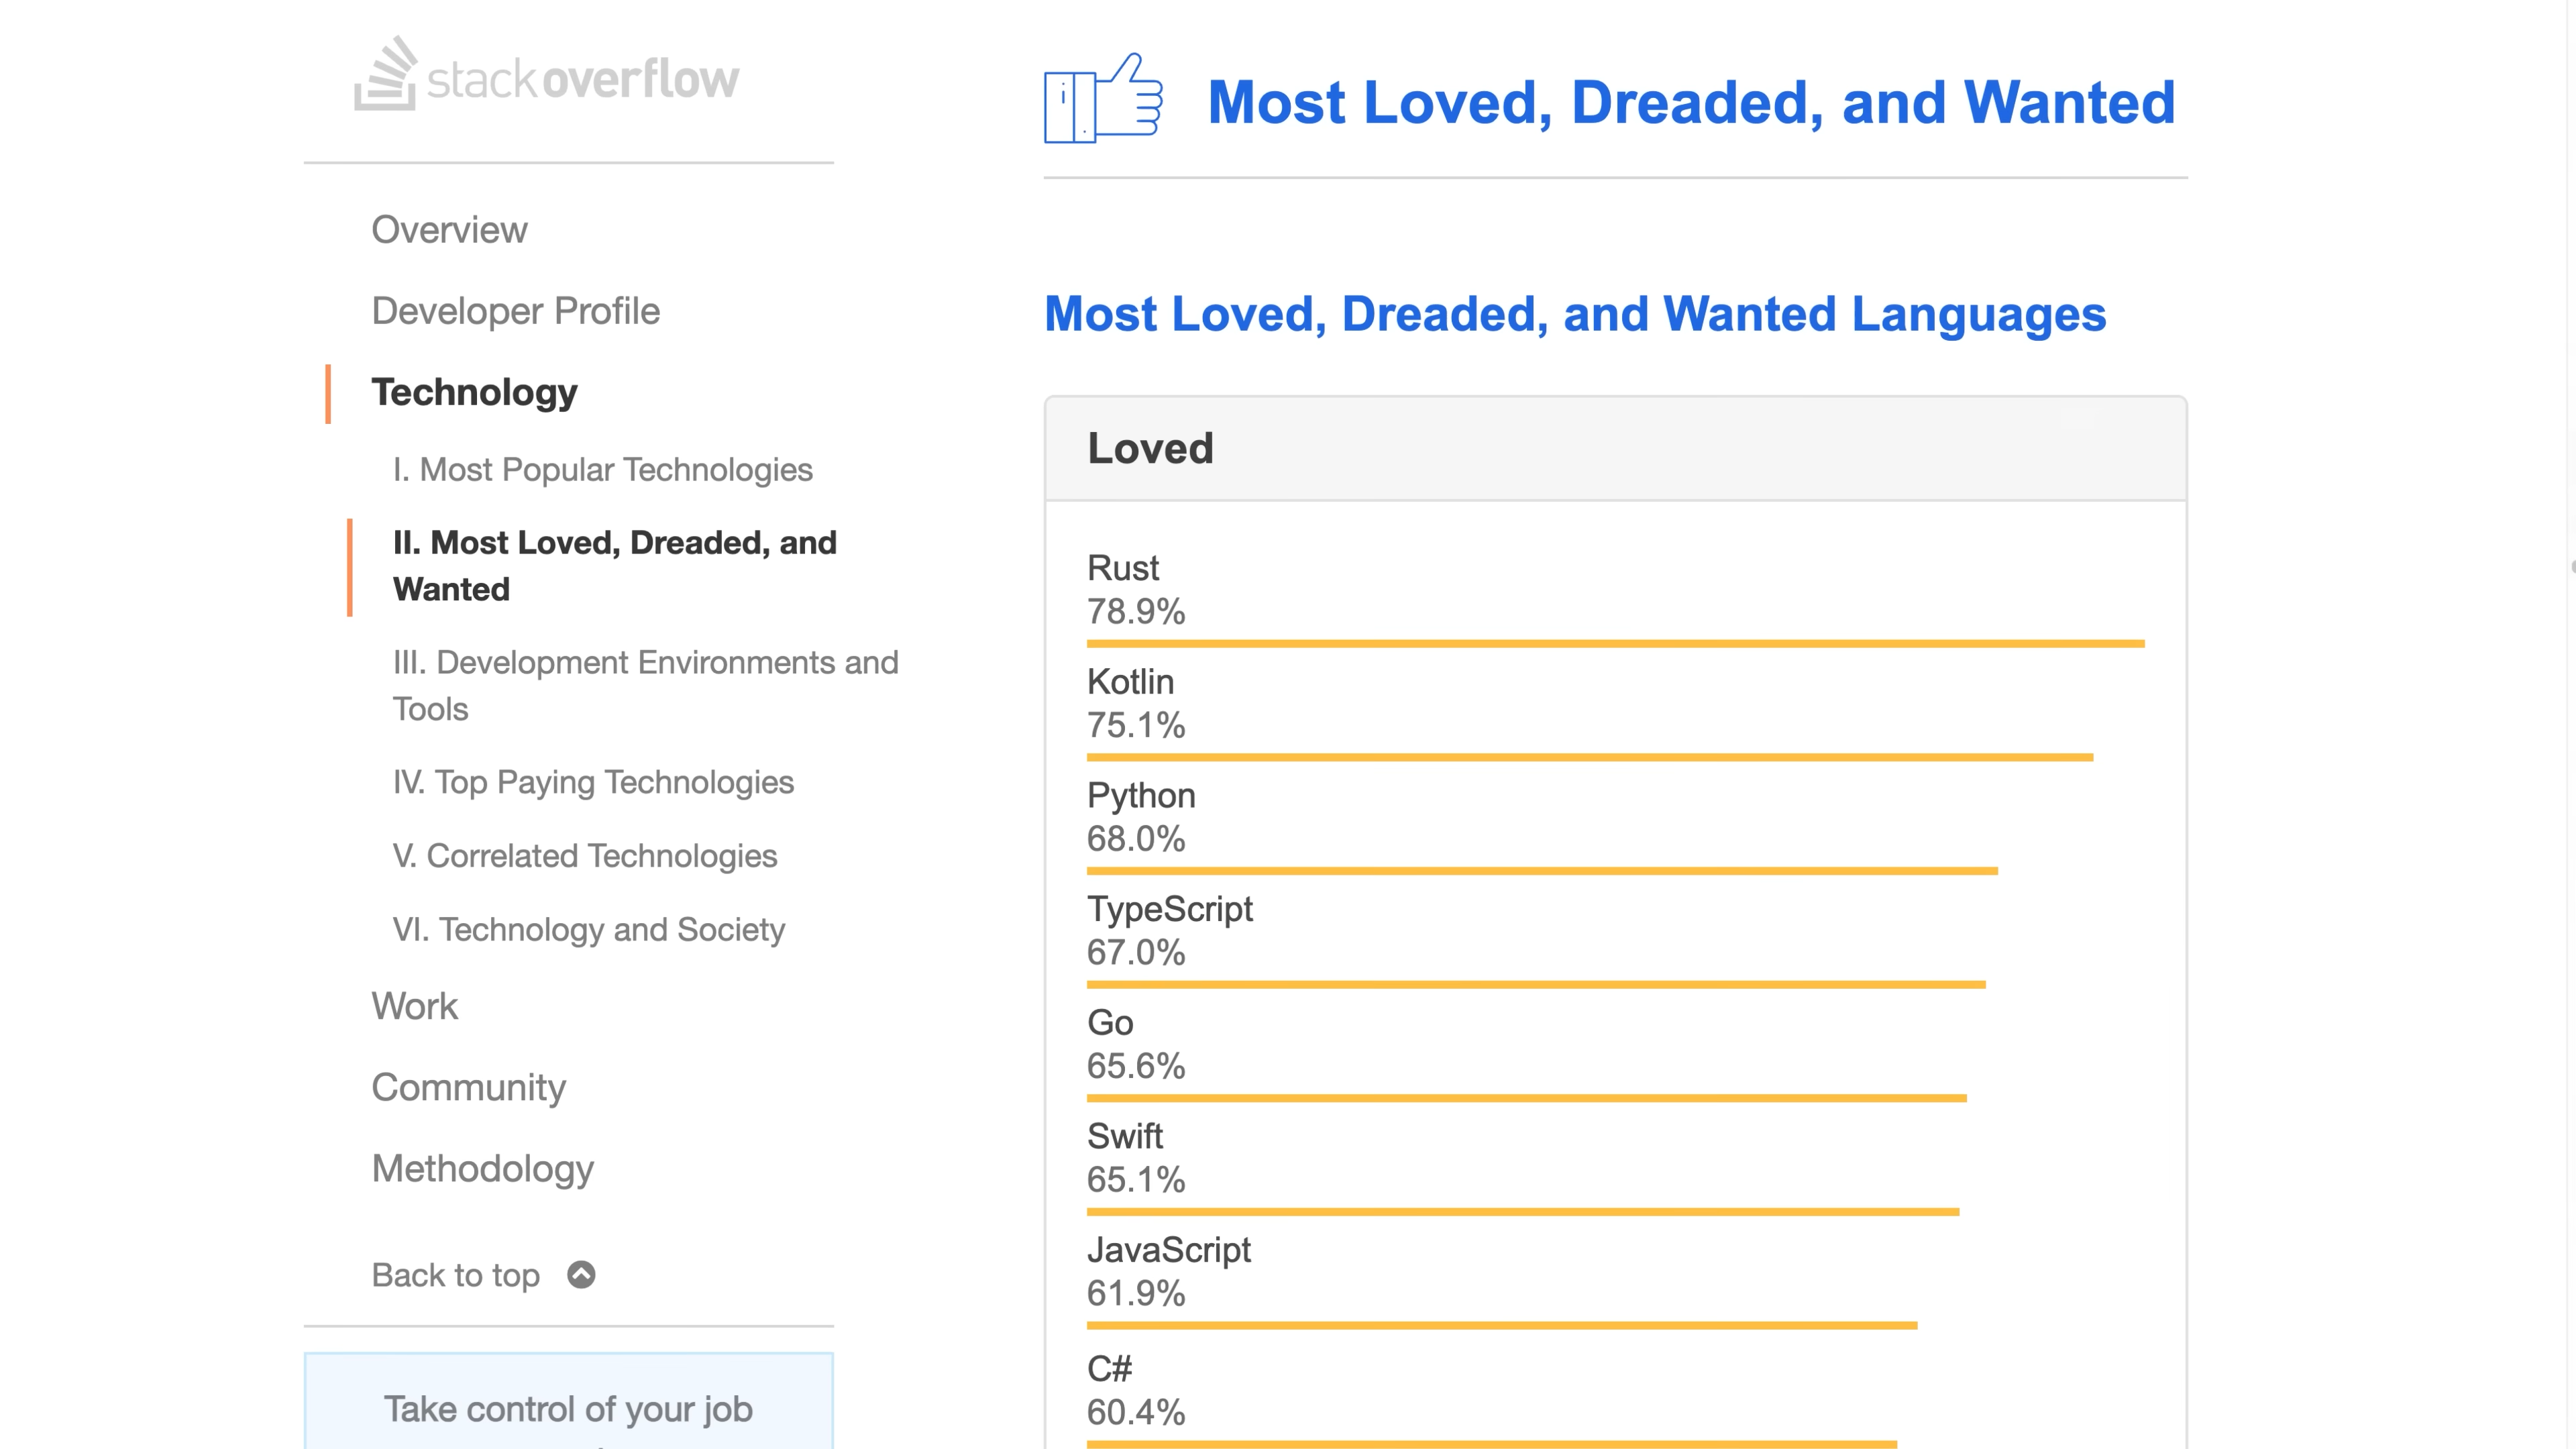 stackoverflow
Overview
Developer Profile
Technology
I. Most Popular Technologies
II. Most Loved, Dreaded, and
Wanted
III. Development Environments and
Tools
IV. Top Paying Technologies
V. Correlated Technologies
VI. Technology and Society
Work
Community
Methodology
Back to top
Take control of your job
Most Loved, Dreaded, and Wanted
Most Loved, Dreaded, and Wanted Languages
Loved
Rust
78.9%
Kotlin
75.1%
Python
68.0%
TypeScript
67.0%
Go
65.6%
Swift
65.1%
JavaScript
61.9%
C#
60.4%